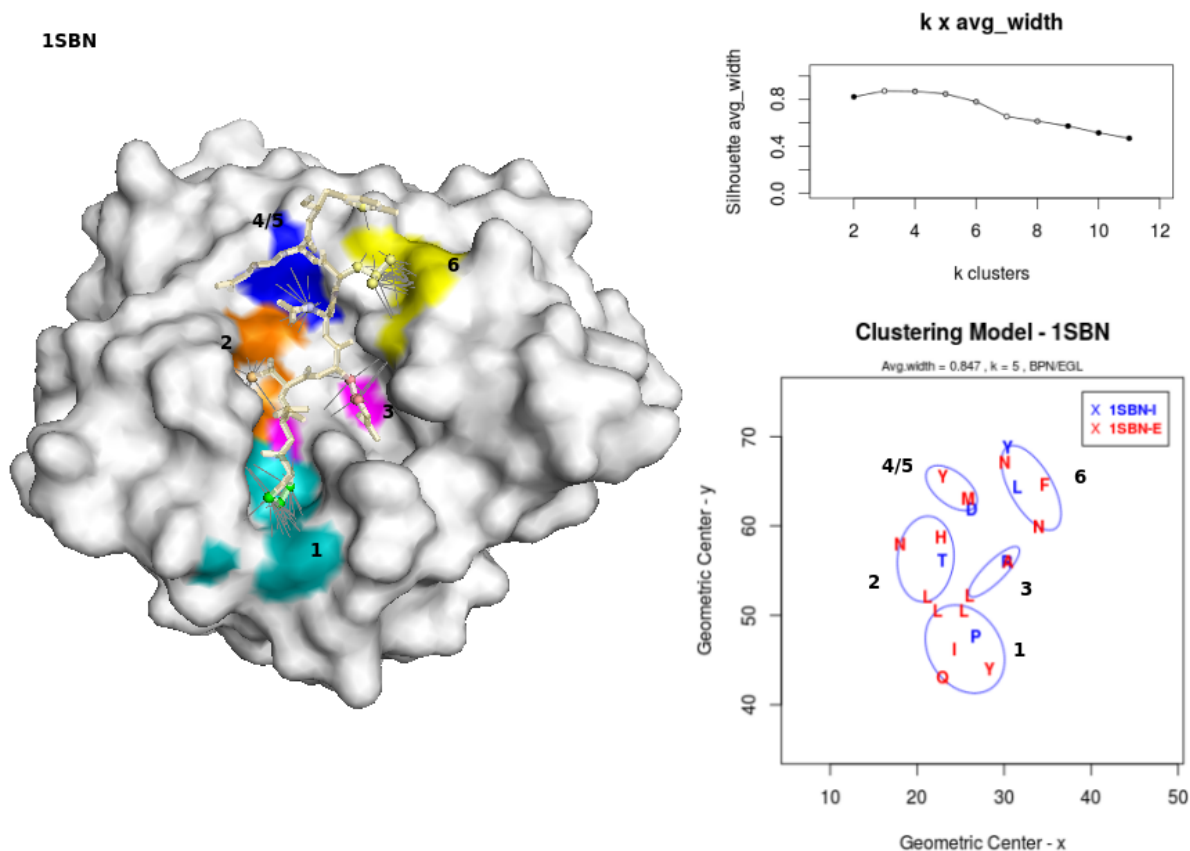 1SBN
4/5
6
2
3
1
k x avg_width
Silhouette avg_width
0.0 0.4 0.8
2 4 6 8 10 12
k clusters
Clustering Model - 1SBN
Avg.width = 0.847 , k = 5 , BPN/EGL
X 1SBN-I
X 1SBN-E
Geometric Center - y
70
60
50
40
Y
N
4/5
Y
L
F
6
M
D
N
N
H
T
R
2
L
L
3
L
L
P
I
1
Y
Q
10 20 30 40 50
Geometric Center - x